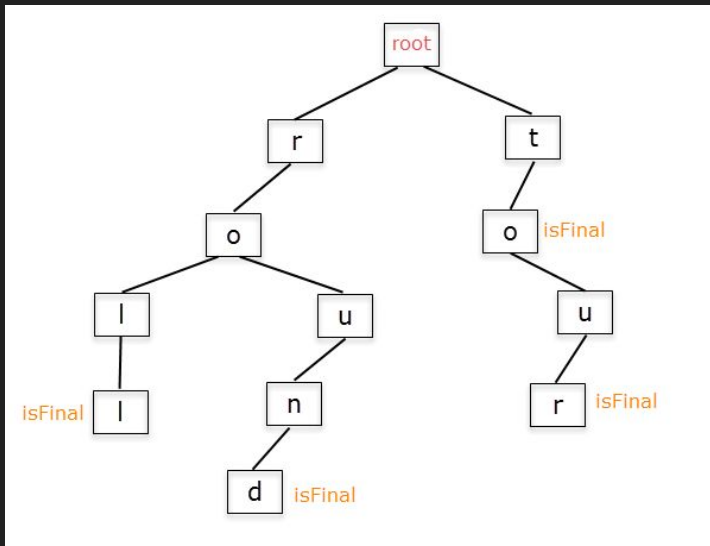 root
r
t
o
o isFinal
l
u
u
isFinal l
n
r isFinal
d isFinal